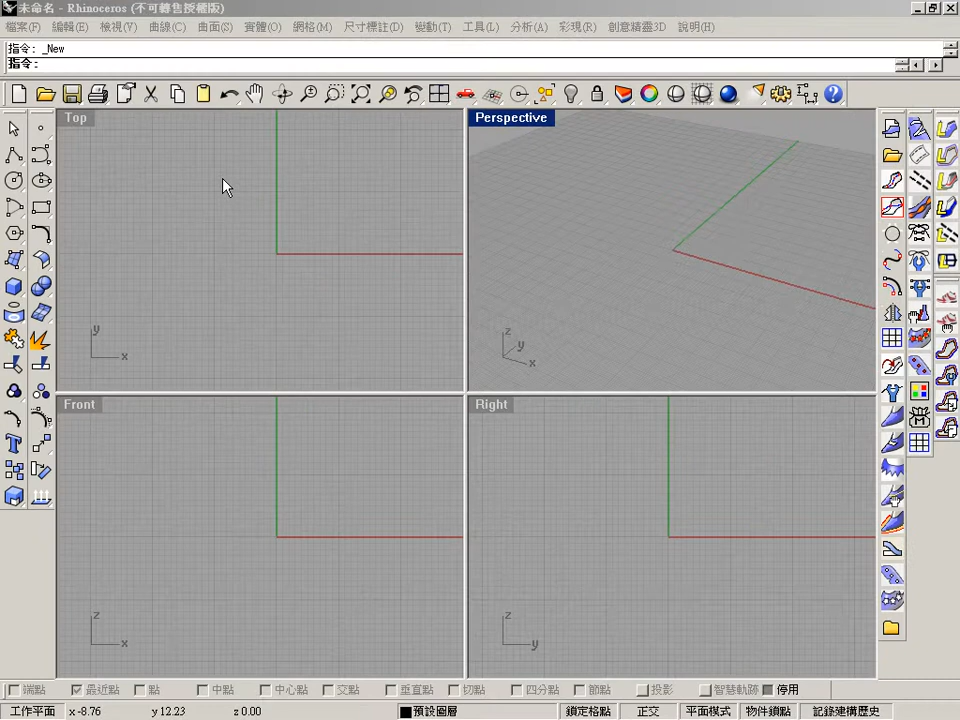 未命名 - Rhinoceros (不可轉售授權版)
檔案(F) 編輯(E) 檢視(V) 曲線(C) 曲面(S) 實體(O) 網格(M) 尺寸標註(D) 變動(T) 工具(L) 分析(A) 彩現(R) 創意精靈3D 說明(H)
指令: _New
指令:
Top
Perspective
y
x
z
y
x
Front
Right
z
x
z
y
端點 最近點 點 中點 中心點 交點 垂直點 切點 四分點 節點 投影 智慧軌跡 停用
工作平面 x -8.76 y 12.23 z 0.00 預設圖層 鎖定格點 正交 平面模式 物件鎖點 記錄建構歷史